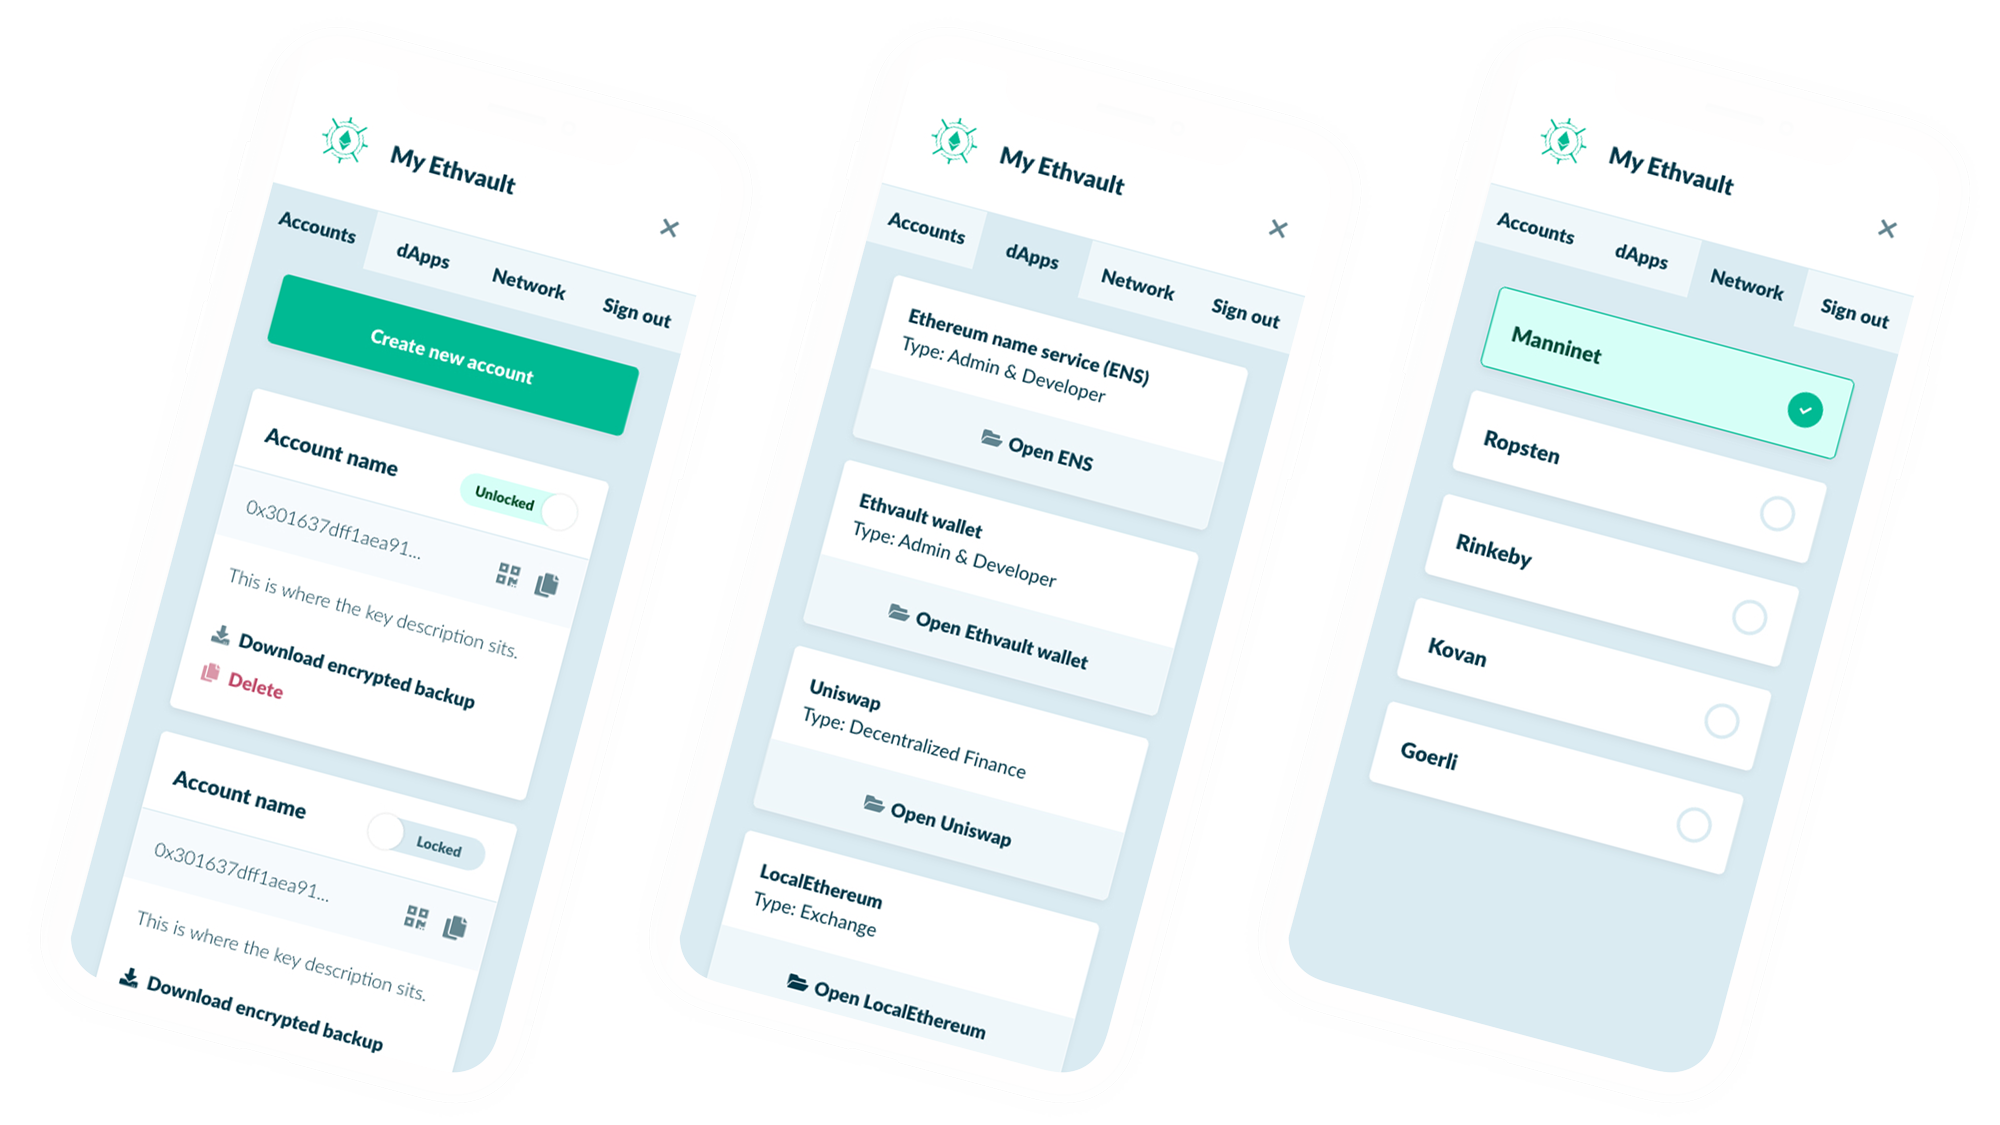 My Ethvault
Accounts
dApps
Network
Sign out
Create new account
Account name
Unlocked
0x301637dff1aea91...
This is where the key description sits.
Download encrypted backup
Delete
Account name
Locked
0x301637dff1aea91...
This is where the key description sits.
Download encrypted backup
My Ethvault
Accounts
dApps
Network
Sign out
Ethereum name service (ENS)
Type: Admin & Developer
Open ENS
Ethvault wallet
Type: Admin & Developer
Open Ethvault wallet
Uniswap
Type: Decentralized Finance
Open Uniswap
LocalEthereum
Type: Exchange
Open LocalEthereum
My Ethvault
Accounts
dApps
Network
Sign out
Manninet
Ropsten
Rinkeby
Kovan
Goerli